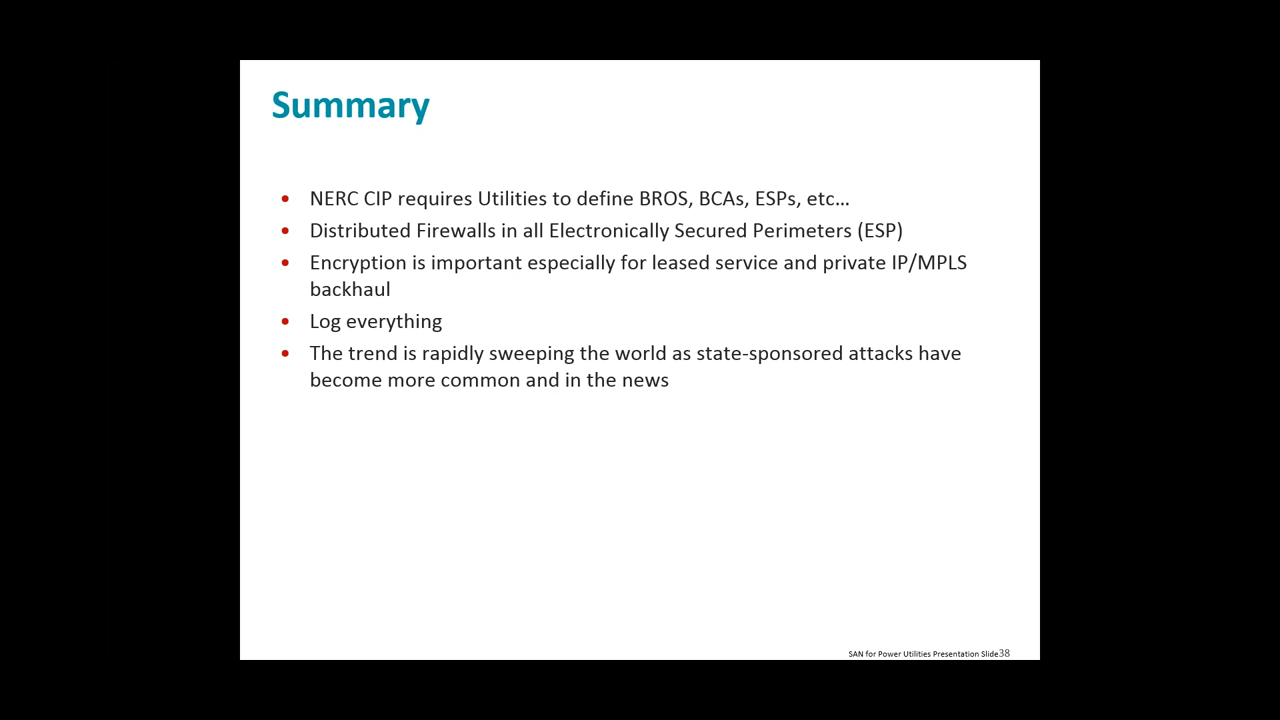 Summary
• NERC CIP requires Utilities to define BROS, BCAs, ESPs, etc…
• Distributed Firewalls in all Electronically Secured Perimeters (ESP)
• Encryption is important especially for leased service and private IP/MPLS
backhaul
• Log everything
• The trend is rapidly sweeping the world as state-sponsored attacks have
become more common and in the news
SAN for Power Utilities Presentation Slide38